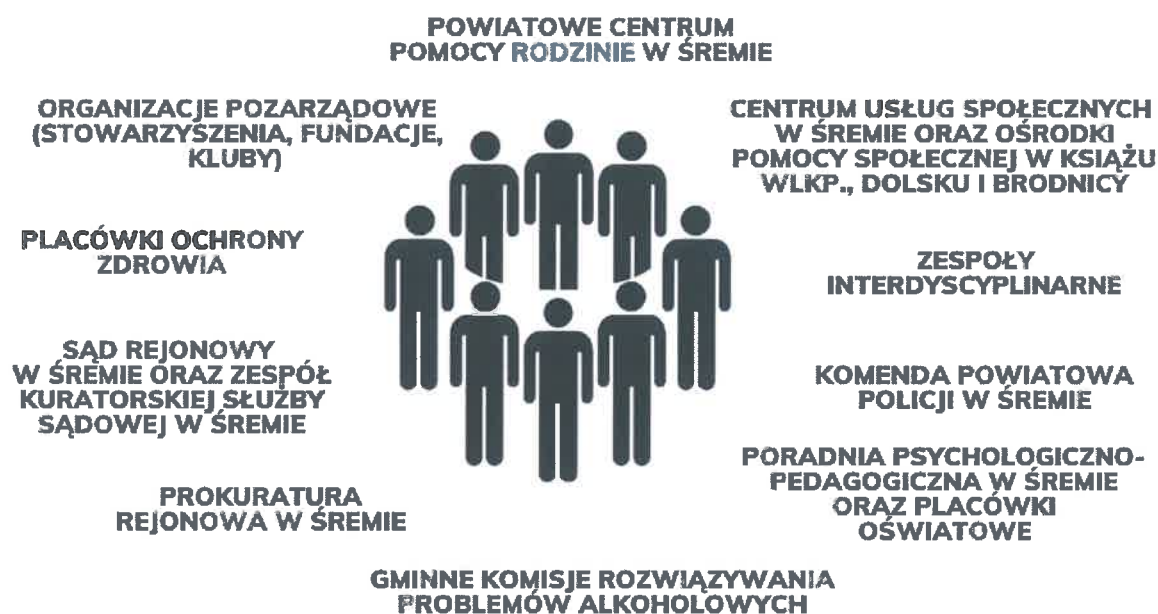 POWIATOWE CENTRUM
POMOCY RODZINIE W ŚREMIE
ORGANIZACJE POZARZĄDOWE
(STOWARZYSZENIA, FUNDACJE,
KLUBY)
CENTRUM USŁUG SPOŁECZNYCH
W ŚREMIE ORAZ OŚRODKI
POMOCY SPOŁECZNEJ W KSIĄŻU
WLKP., DOLSKU I BRODNICY
PLACÓWKI OCHRONY
ZDROWIA
ZESPOŁY
INTERDYSCYPLINARNE
SĄD REJONOWY
W ŚREMIE ORAZ ZESPÓŁ
KURATORSKIEJ SŁUŻBY
SĄDOWEJ W ŚREMIE
KOMENDA POWIATOWA
POLICJI W ŚREMIE
PROKURATURA
REJONOWA W ŚREMIE
PORADNIA PSYCHOLOGICZNO-
PEDAGOGICZNA W ŚREMIE
ORAZ PLACÓWKI
OŚWIATOWE
GMINNE KOMISJE ROZWIĄZYWANIA
PROBLEMÓW ALKOHOLOWYCH